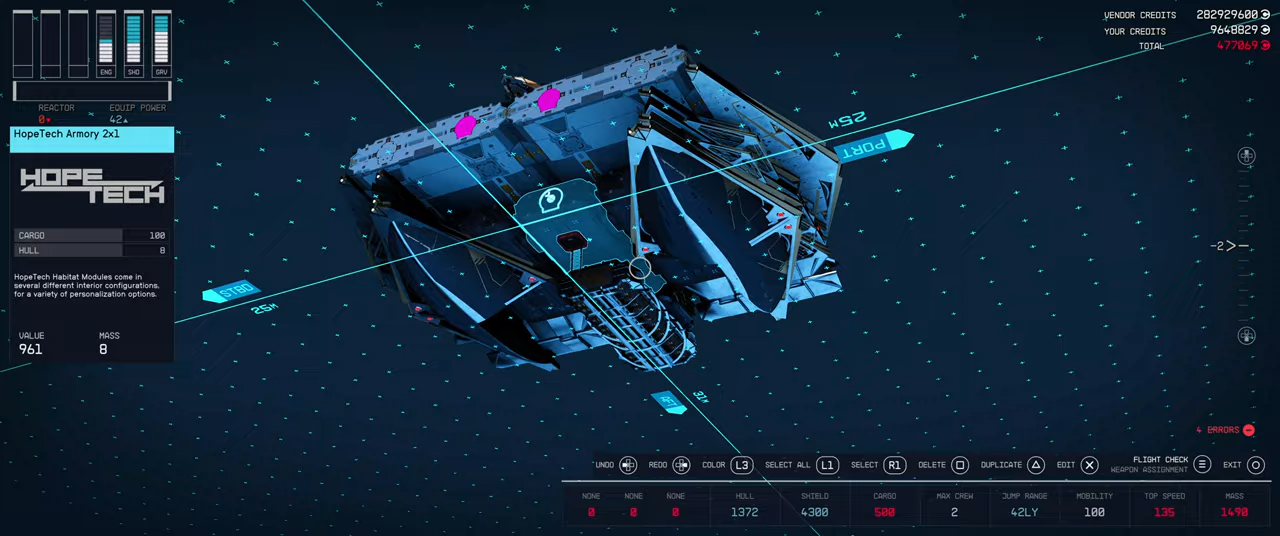 VENDOR CREDITS 282929600
YOUR CREDITS 9648829
TOTAL 477069
ENG SHD GRV
REACTOR EQUIP POWER
0 42
HopeTech Armory 2x1
HOPE TECH
CARGO 100
HULL 8
HopeTech Habitat Modules come in
several different interior configurations,
for a variety of personalization options.
VALUE MASS
961 8
25M
PORT
STBD
25M
AFT
31M
-2
4 ERRORS
UNDO REDO COLOR L3 SELECT ALL L1 SELECT R1 DELETE DUPLICATE EDIT FLIGHT CHECK EXIT
WEAPON ASSIGNMENT
NONE NONE NONE HULL SHIELD CARGO MAX CREW JUMP RANGE MOBILITY TOP SPEED MASS
0 0 0 1372 4300 500 2 42LY 100 135 1490